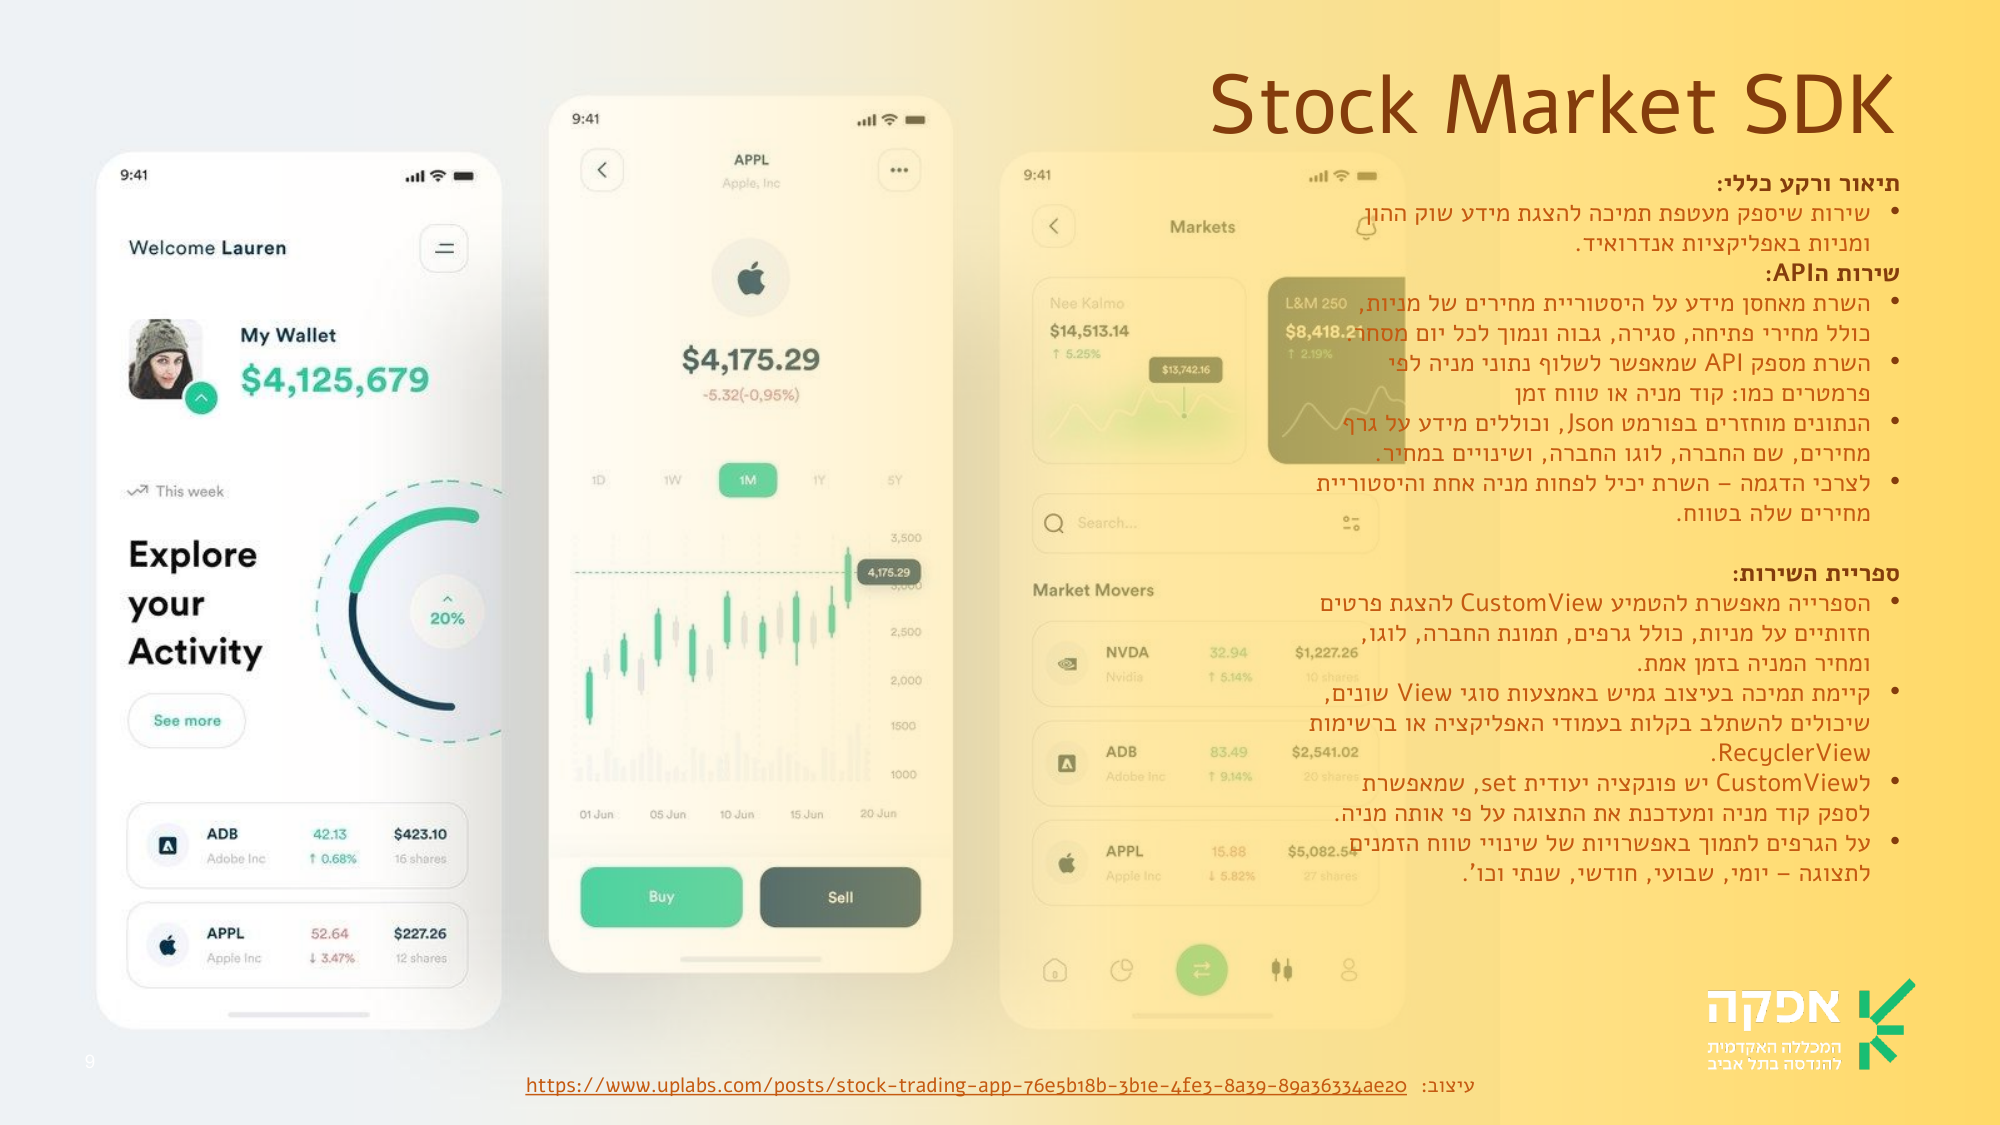 Stock Market SDK
תיאור ורקע כללי:
• שירות שיספק מעטפת תמיכה להצגת מידע שוק ההון
ומניות באפליקציות אנדרואיד.
שירות הAPI:
• השרת מאחסן מידע על היסטוריית מחירים של מניות,
כולל מחירי פתיחה, סגירה, גבוה ונמוך לכל יום מסחר.
• השרת מספק API שמאפשר לשלוף נתוני מניה לפי
פרמטרים כמו: קוד מניה או טווח זמן
• הנתונים מוחזרים בפורמט Json, וכוללים מידע על גרף
מחירים, שם החברה, לוגו החברה, ושינויים במחיר.
• לצרכי הדגמה – השרת יכיל לפחות מניה אחת והיסטוריית
מחירים שלה בטווח.
ספריית השירות:
• הספרייה מאפשרת להטמיע CustomView להצגת פרטים
חזותיים על מניות, כולל גרפים, תמונת החברה, לוגו,
ומחיר המניה בזמן אמת.
• קיימת תמיכה בעיצוב גמיש באמצעות סוגי View שונים,
שיכולים להשתלב בקלות בעמודי האפליקציה או ברשימות
RecyclerView.
• לCustomView יש פונקציה יעודית set, שמאפשרת
לספק קוד מניה ומעדכנת את התצוגה על פי אותה מניה.
• על הגרפים לתמוך באפשרויות של שינויי טווח הזמנים
לתצוגה – יומי, שבועי, חודשי, שנתי וכו'.
9:41
Welcome Lauren
My Wallet
$4,125,679
This week
Explore
your
Activity
20%
See more
ADB 42.13 $423.10
Adobe Inc ↑ 0.68% 16 shares
APPL 52.64 $227.26
Apple Inc ↓ 3.47% 12 shares
9:41
APPL
Apple, Inc
$4,175.29
-5.32(-0,95%)
1D 1W 1M 1Y 5Y
3,500
4,175.29
3,000
2,500
2,000
1500
1000
01 Jun 05 Jun 10 Jun 15 Jun 20 Jun
Buy Sell
9:41
Markets
Nee Kalmo L&M 250
$14,513.14 $8,418.21
↑ 5.25% ↑ 2.19%
$13,742.16
Search...
Market Movers
NVDA 32.94 $1,227.26
Nvidia ↑ 5.14% 10 shares
ADB 83.49 $2,541.02
Adobe Inc ↑ 9.14% 20 shares
APPL 15.88 $5,082.54
Apple Inc ↓ 5.82% 27 shares
אפקה
המכללה האקדמית
להנדסה בתל אביב
9
עיצוב: https://www.uplabs.com/posts/stock-trading-app-76e5b18b-3b1e-4fe3-8a39-89a36334ae20